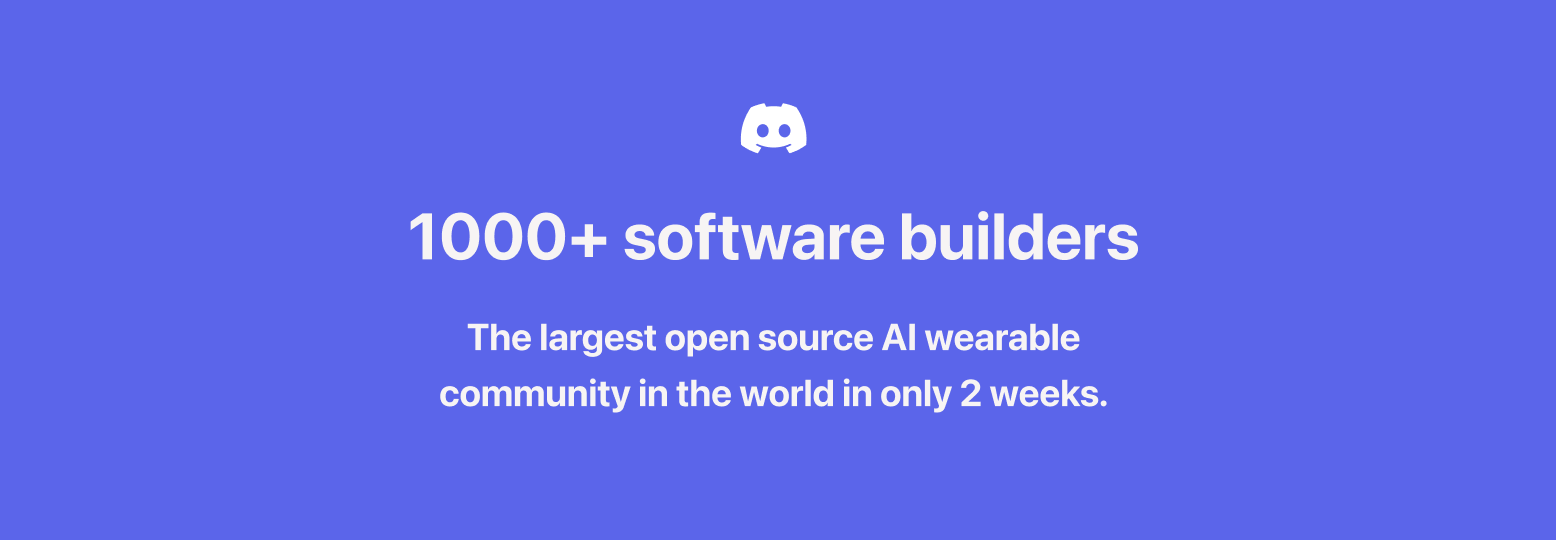 1000+ software builders
The largest open source AI wearable
community in the world in only 2 weeks.